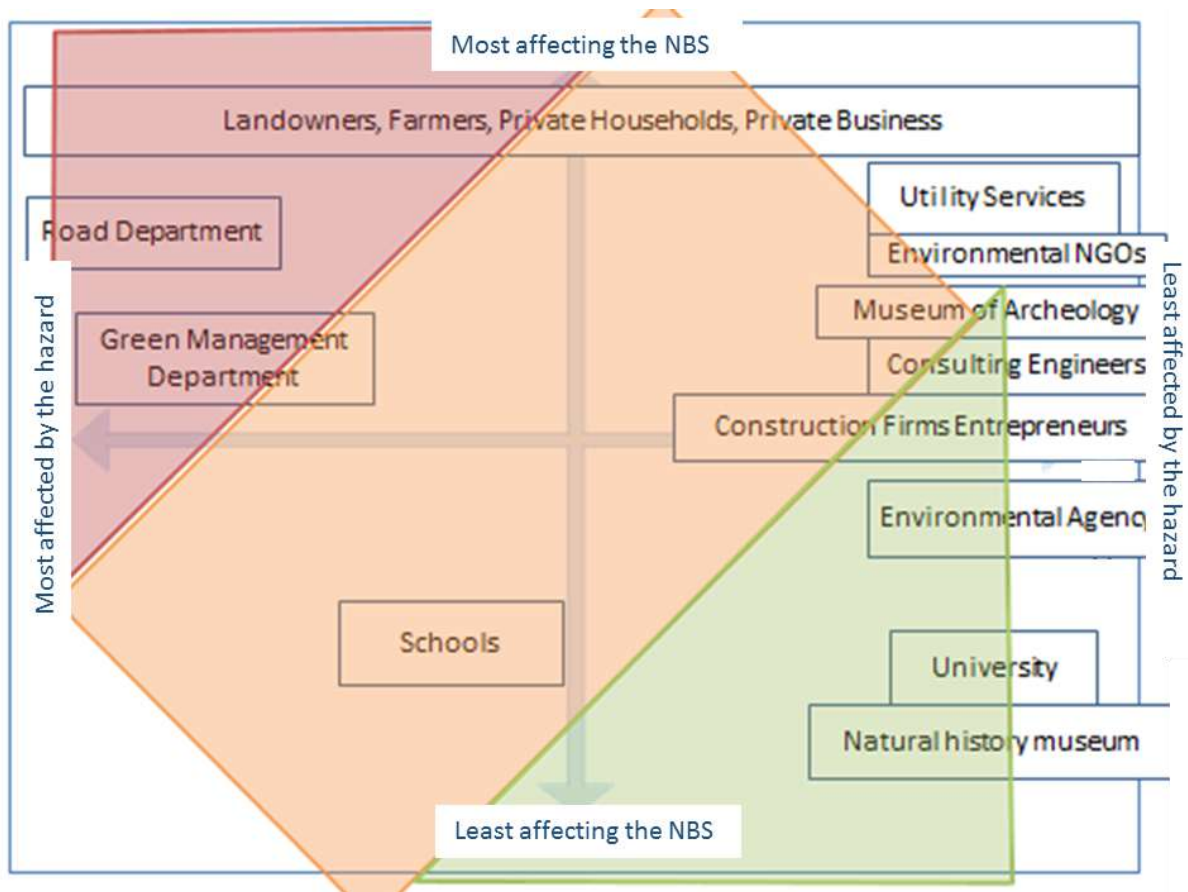 Most affecting the NBS
Landowners, Farmers, Private Households, Private Business
Utility Services
Road Department
Environmental NGOs
Museum of Archeology
Green Management
Department
Consulting Engineers
Construction Firms Entrepreneurs
Most affected by the hazard
Least affected by the hazard
Environmental Agency
Schools
University
Natural history museum
Least affecting the NBS